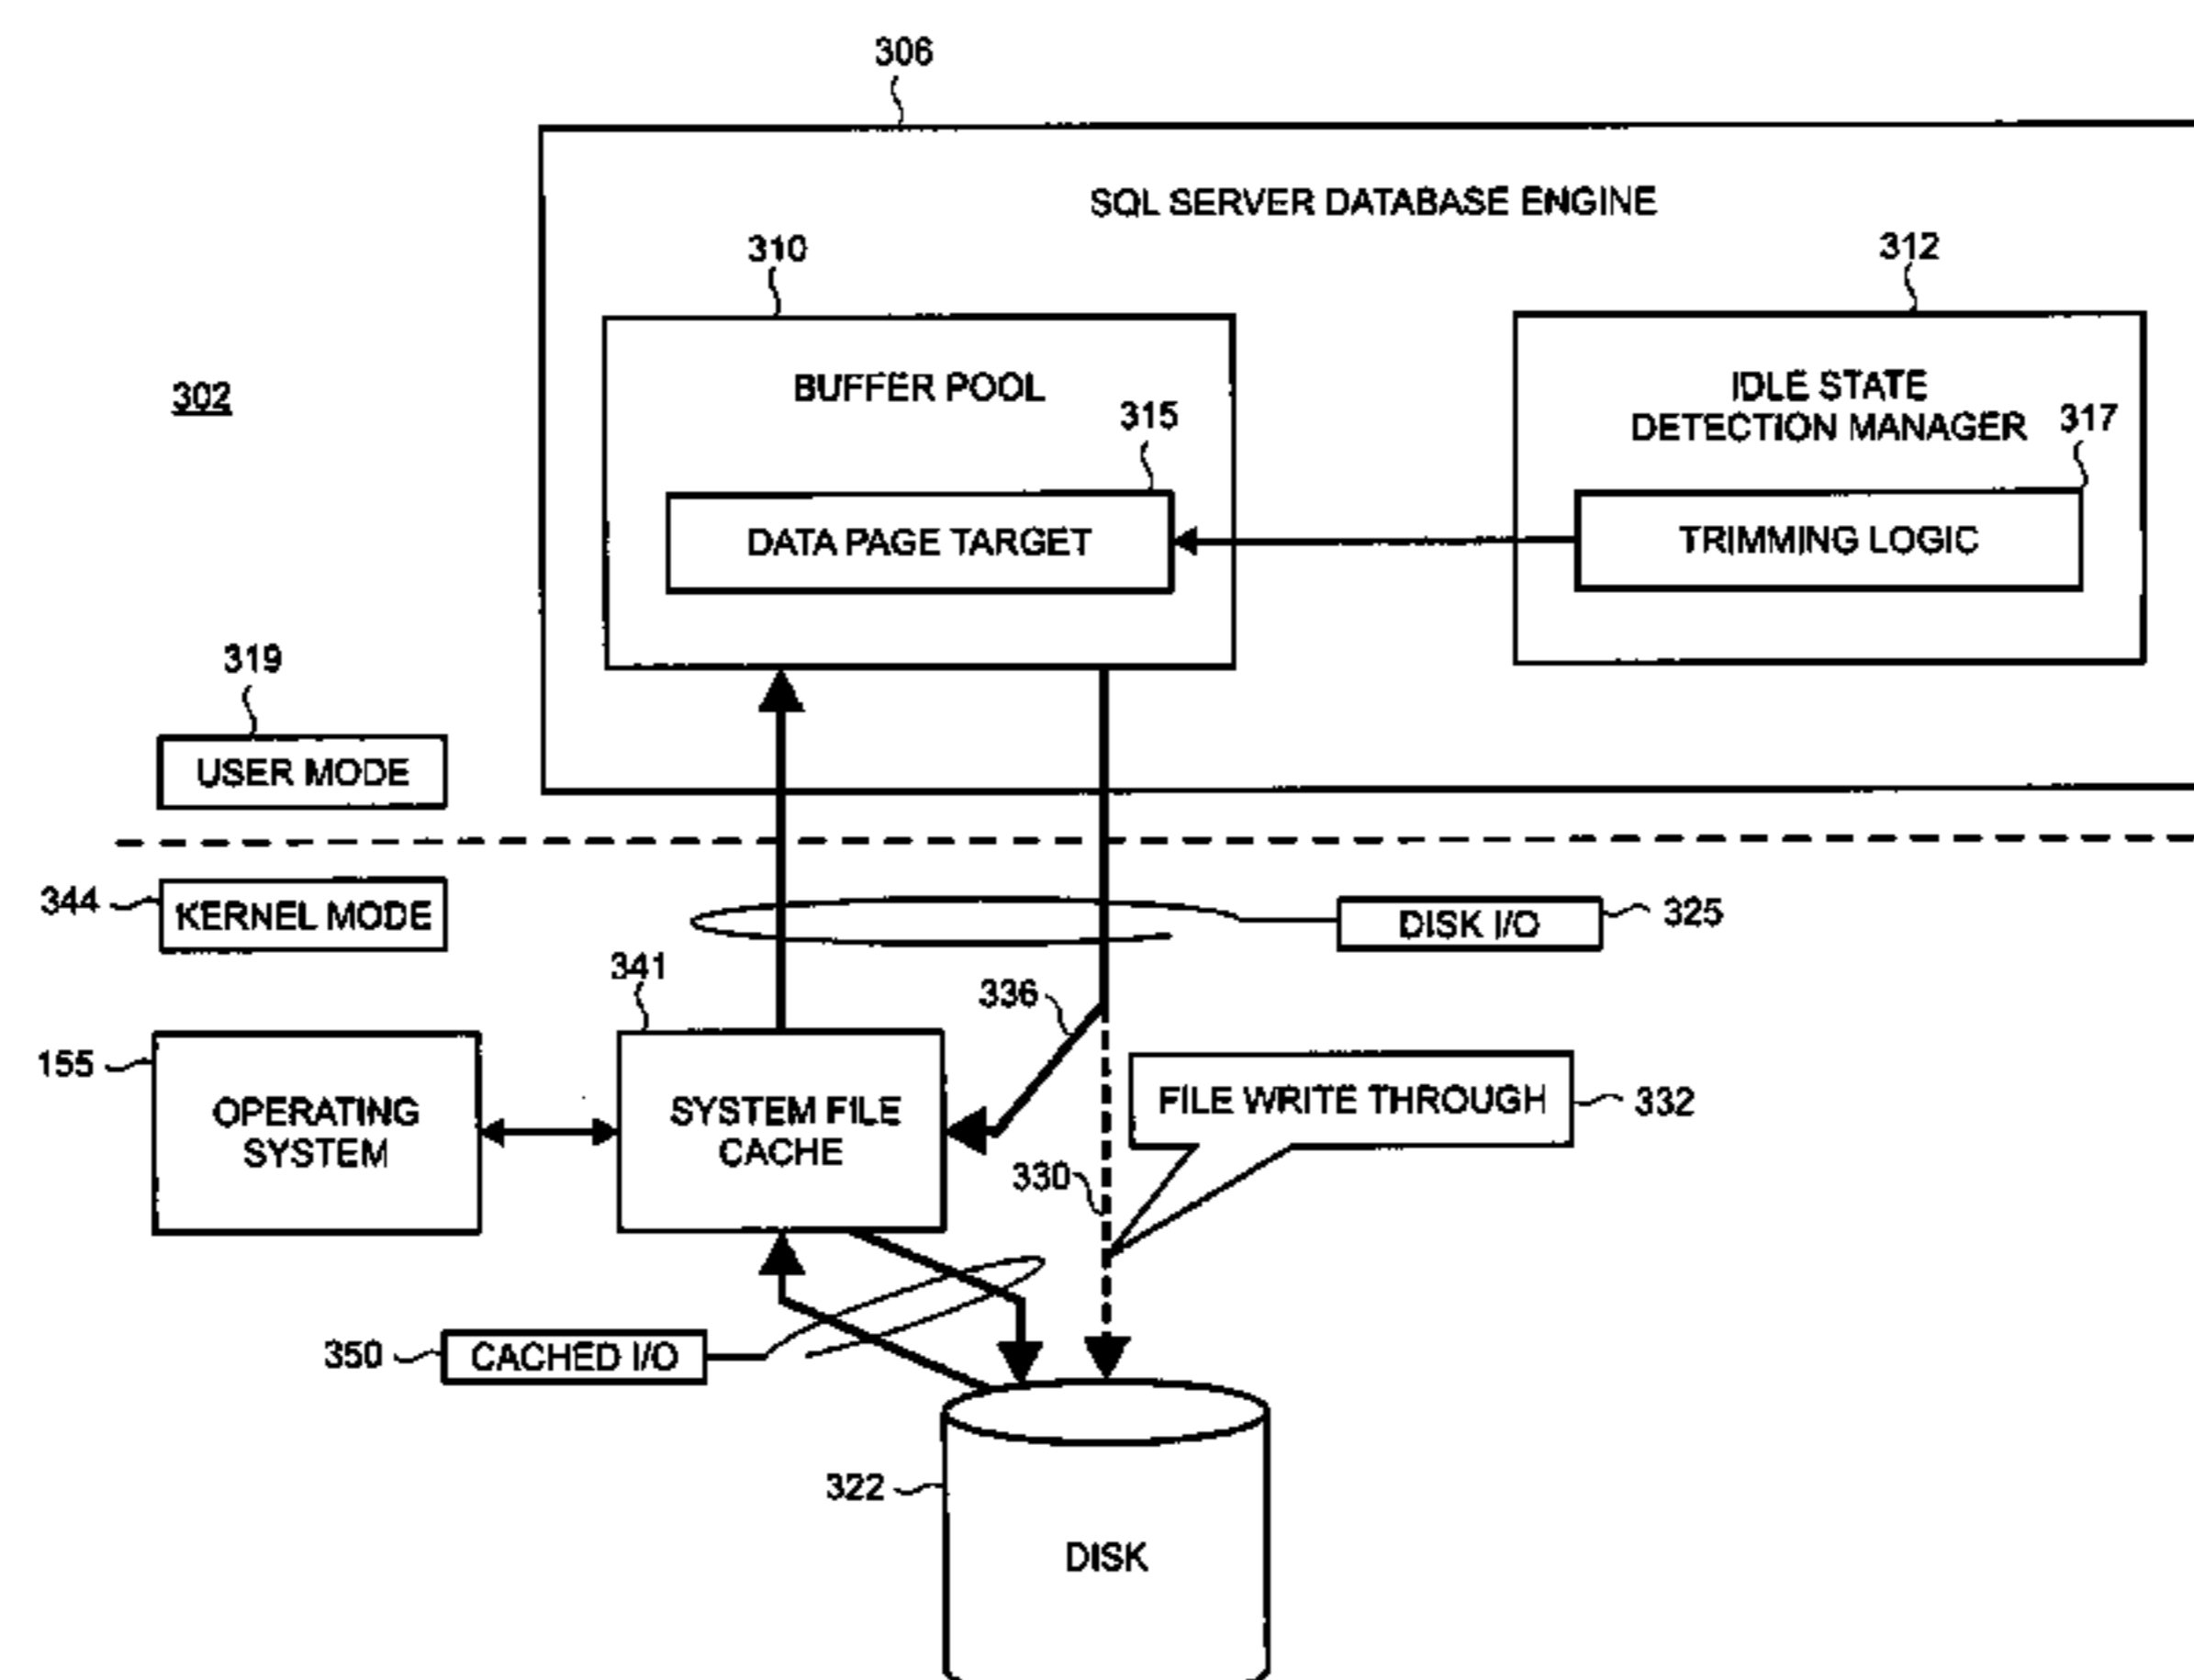 306
SQL SERVER DATABASE ENGINE
310
312
302
BUFFER POOL
315
IDLE STATE
DETECTION MANAGER
317
DATA PAGE TARGET
TRIMMING LOGIC
319
USER MODE
344
KERNEL MODE
DISK I/O
325
341
336
155
OPERATING
SYSTEM
SYSTEM FILE
CACHE
FILE WRITE THROUGH
332
330
350
CACHED I/O
322
DISK